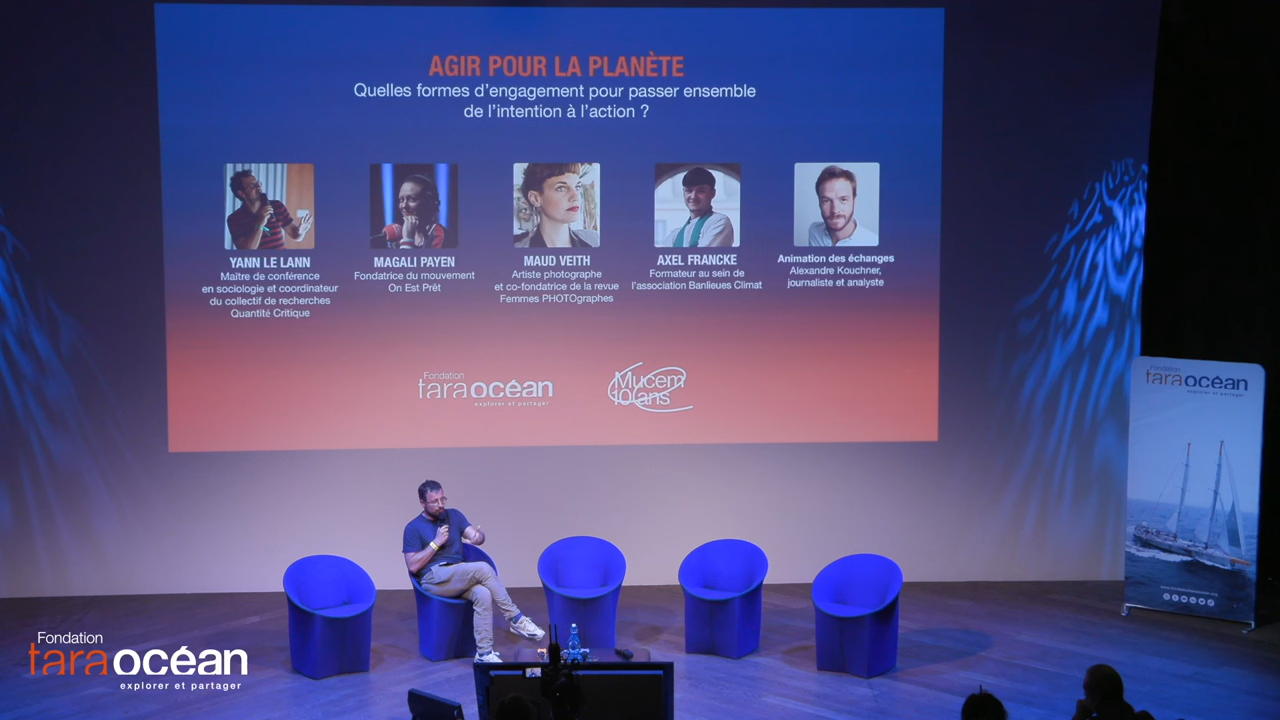 AGIR POUR LA PLANÈTE
Quelles formes d'engagement pour passer ensemble
de l'intention à l'action ?
YANN LE LANN
Maître de conférence
en sociologie et coordinateur
du collectif de recherches
Quantité Critique
MAGALI PAYEN
Fondatrice du mouvement
On Est Prêt
MAUD VEITH
Artiste photographe
et co-fondatrice de la revue
Femmes PHOTOgraphes
AXEL FRANCKE
Formateur au sein de
l'association Banlieues Climat
Animation des échanges
Alexandre Kouchner,
journaliste et analyste
Fondation
taraocéan
explorer et partager
Mucem
10 ans
Fondation
taraocéan
explorer et partager
Fondation
taraocéan
explorer et partager